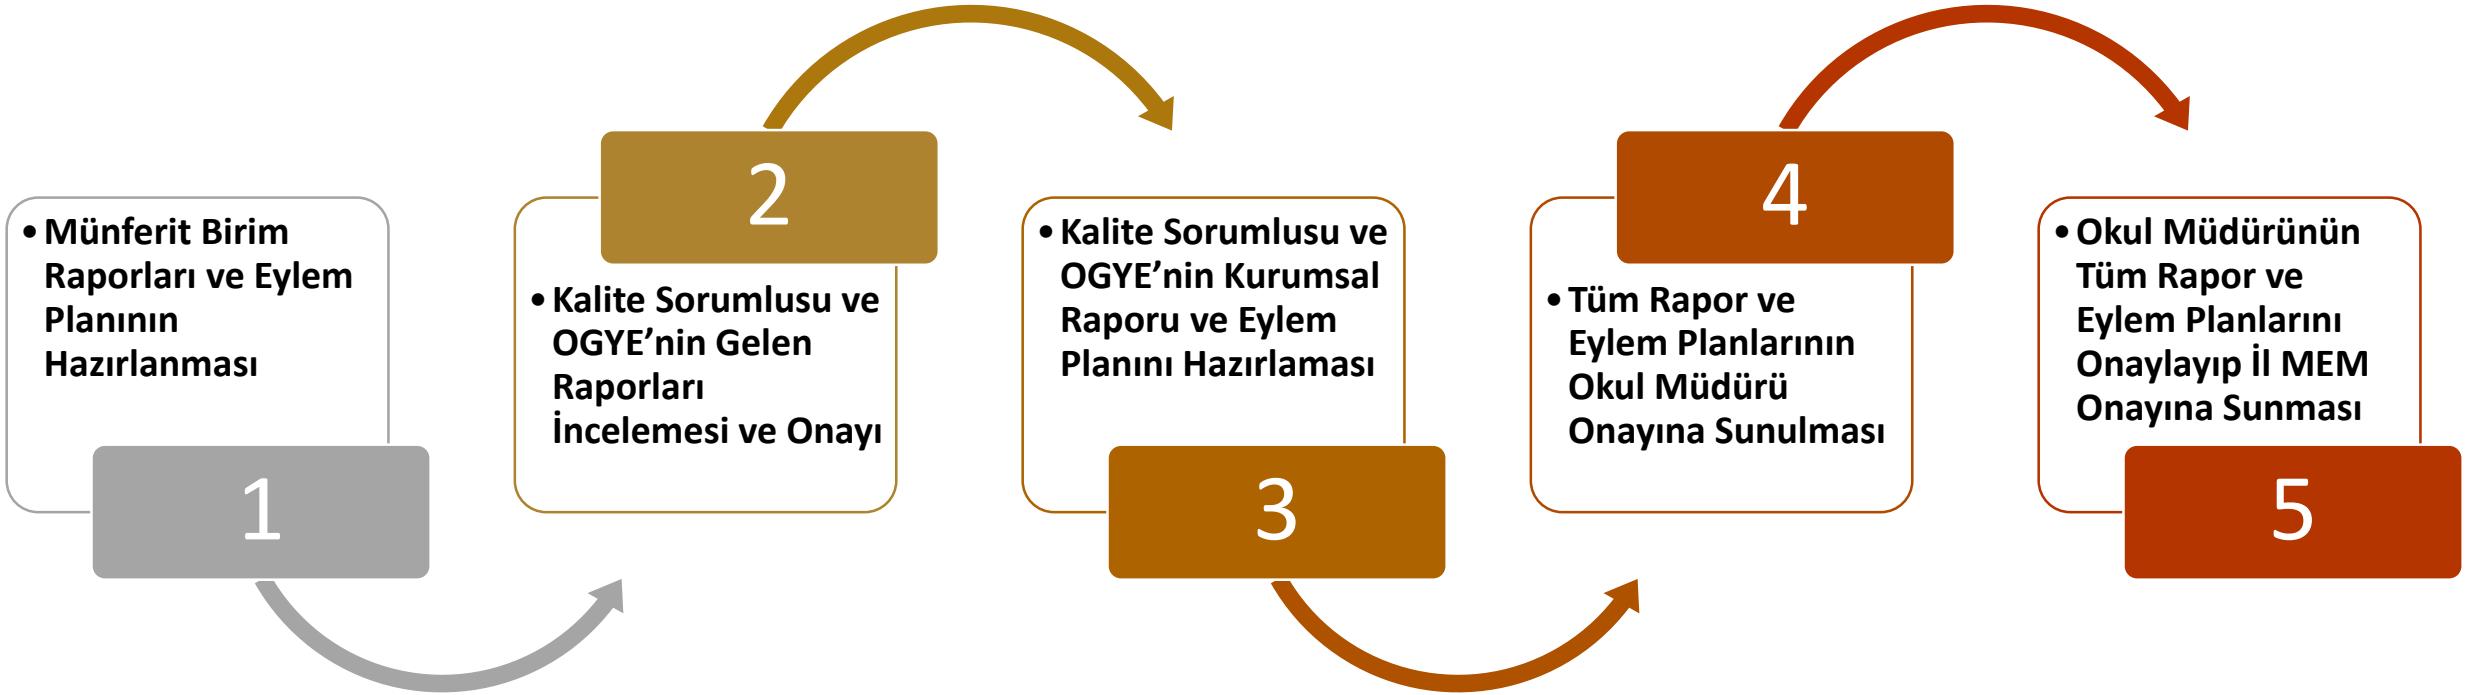 • Münferit Birim
Raporları ve Eylem
Planının
Hazırlanması
1
2
• Kalite Sorumlusu ve
OGYE’nin Gelen
Raporları
İncelemesi ve Onayı
• Kalite Sorumlusu ve
OGYE’nin Kurumsal
Raporu ve Eylem
Planını Hazırlaması
3
4
• Tüm Rapor ve
Eylem Planlarının
Okul Müdürü
Onayına Sunulması
• Okul Müdürünün
Tüm Rapor ve
Eylem Planlarını
Onaylayıp İl MEM
Onayına Sunması
5